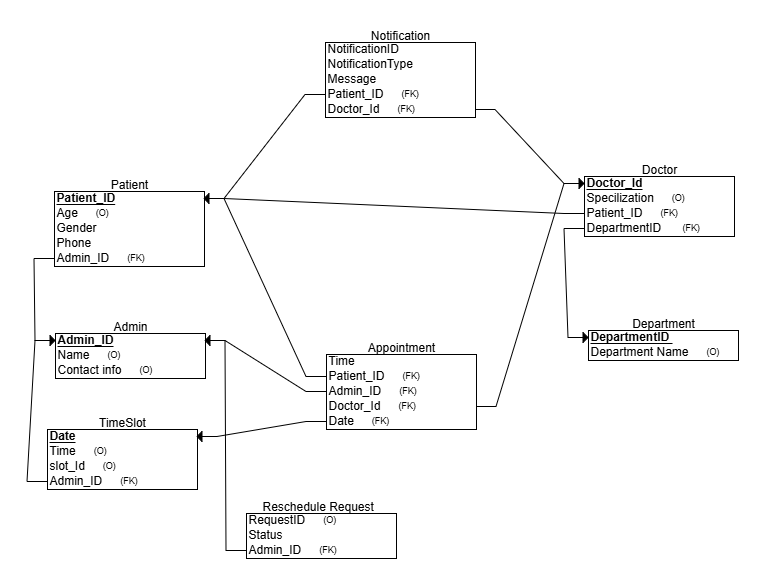 Notification
NotificationID
NotificationType
Message
Patient_ID (FK)
Doctor_Id (FK)
Doctor
Doctor_Id
Specilization (O)
Patient_ID (FK)
DepartmentID (FK)
Patient
Patient_ID
Age (O)
Gender
Phone
Admin_ID (FK)
Admin
Admin_ID
Name (O)
Contact info (O)
Department
DepartmentID
Department Name (O)
Appointment
Time
Patient_ID (FK)
Admin_ID (FK)
Doctor_Id (FK)
Date (FK)
TimeSlot
Date
Time (O)
slot_Id (O)
Admin_ID (FK)
Reschedule Request
RequestID (O)
Status
Admin_ID (FK)